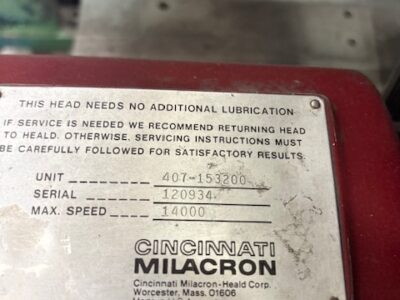 THIS HEAD NEEDS NO ADDITIONAL LUBRICATION
IF SERVICE IS NEEDED WE RECOMMEND RETURNING HEAD
TO HEALD. OTHERWISE, SERVICING INSTRUCTIONS MUST
BE CAREFULLY FOLLOWED FOR SATISFACTORY RESULTS.
UNIT 407-153200
SERIAL 120934
MAX. SPEED 14000
CINCINNATI
MILACRON
Cincinnati Milacron-Heald Corp.
Worcester, Mass. 01606